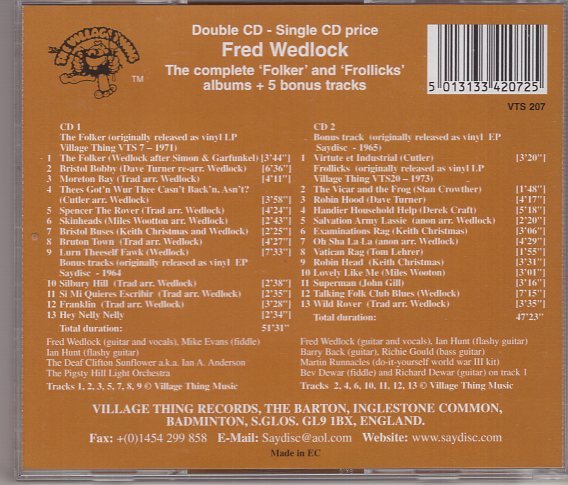 THE VILLAGE THING
TM
Double CD - Single CD price
Fred Wedlock
The complete ‘Folker’ and ‘Frollicks’
albums + 5 bonus tracks
5 013133 420725
VTS 207
CD 1
The Folker (originally released as vinyl LP
Village Thing VTS 7 – 1971)
1 The Folker (Wedlock after Simon & Garfunkel) [3'44"]
2 Bristol Bobby (Dave Turner re-arr. Wedlock) [6'36"]
3 Moreton Bay (Trad arr. Wedlock) [4'11"]
4 Thees Got'n Wur Thee Casn't Back'n, Asn't?
(Cutler arr. Wedlock) [3'58"]
5 Spencer The Rover (Trad arr. Wedlock) [4'24"]
6 Skinheads (Miles Wootton arr. Wedlock) [2'43"]
7 Bristol Buses (Keith Christmas and Wedlock) [2'25"]
8 Bruton Town (Trad arr. Wedlock) [4'27"]
9 Lurn Theeself Fawk (Wedlock) [7'33"]
Bonus tracks (originally released as vinyl EP
Saydisc - 1964
10 Silbury Hill (Trad arr. Wedlock) [2'38"]
11 Si Mi Quieres Escribir (Trad arr. Wedlock) [2'35"]
12 Franklin (Trad arr. Wedlock) [3'28"]
13 Hey Nelly Nelly [2'34"]
Total duration: 51'31"
Fred Wedlock (guitar and vocals), Mike Evans (fiddle)
Ian Hunt (flashy guitar)
The Deaf Clifton Sunflower a.k.a. Ian A. Anderson
The Pigsty Hill Light Orchestra
Tracks 1, 2, 3, 5, 7, 8, 9 © Village Thing Music
CD 2
Bonus track (originally released as vinyl EP
Saydisc - 1965)
1 Virtute et Industrial (Cutler) [3'20"]
Frollicks (originally released as vinyl LP
Village Thing VTS20 – 1973)
2 The Vicar and the Frog (Stan Crowther) [1'48"]
3 Robin Hood (Dave Turner) [4'17"]
4 Handier Household Help (Derek Craft) [5'18"]
5 Salvation Army Lassie (anon arr. Wedlock) [2'20"]
6 Examinations Rag (Keith Christmas) [3'06"]
7 Oh Sha La-La (anon arr. Wedlock) [4'29"]
8 Vatican Rag (Tom Lehrer) [1'55"]
9 Robin Head (Keith Christmas) [3'31"]
10 Lovely Like Me (Miles Wooton) [3'01"]
11 Superman (John Gill) [3'16"]
12 Talking Folk Club Blues (Wedlock) [7'15"]
13 Wild Rover (Trad arr. Wedlock) [3'35"]
Total duration: 47'23"
Fred Wedlock (guitar and vocals), Ian Hunt (flashy guitar)
Barry Back (guitar), Richie Gould (bass guitar)
Martin Runnacles (do-it-yourself world war III kit)
Bev Dewar (fiddle) and Richard Dewar (guitar) on track 1
Tracks 2, 4, 6, 10, 11, 12, 13 © Village Thing Music
VILLAGE THING RECORDS, THE BARTON, INGLESTONE COMMON,
BADMINTON, S.GLOS. GL9 1BX, ENGLAND.
Fax: +(0)1454 299 858 E-Mail: Saydisc@aol.com Website: www.saydisc.com
Made in EC